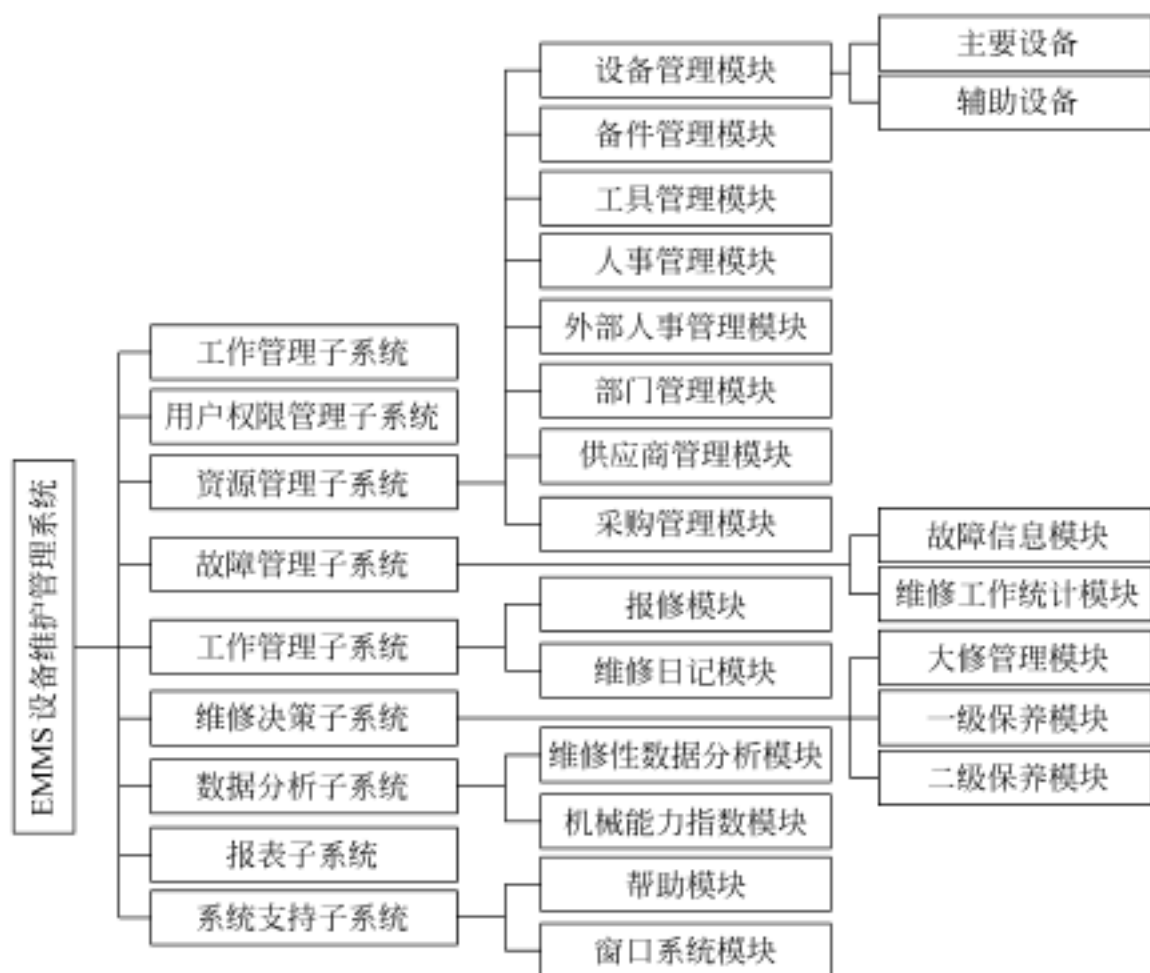 EMMS 设备维护管理系统
工作管理子系统
用户权限管理子系统
资源管理子系统
故障管理子系统
工作管理子系统
维修决策子系统
数据分析子系统
报表子系统
系统支持子系统
设备管理模块
备件管理模块
工具管理模块
人事管理模块
外部人事管理模块
部门管理模块
供应商管理模块
采购管理模块
报修模块
维修日记模块
维修性数据分析模块
机械能力指数模块
帮助模块
窗口系统模块
主要设备
辅助设备
故障信息模块
维修工作统计模块
大修管理模块
一级保养模块
二级保养模块